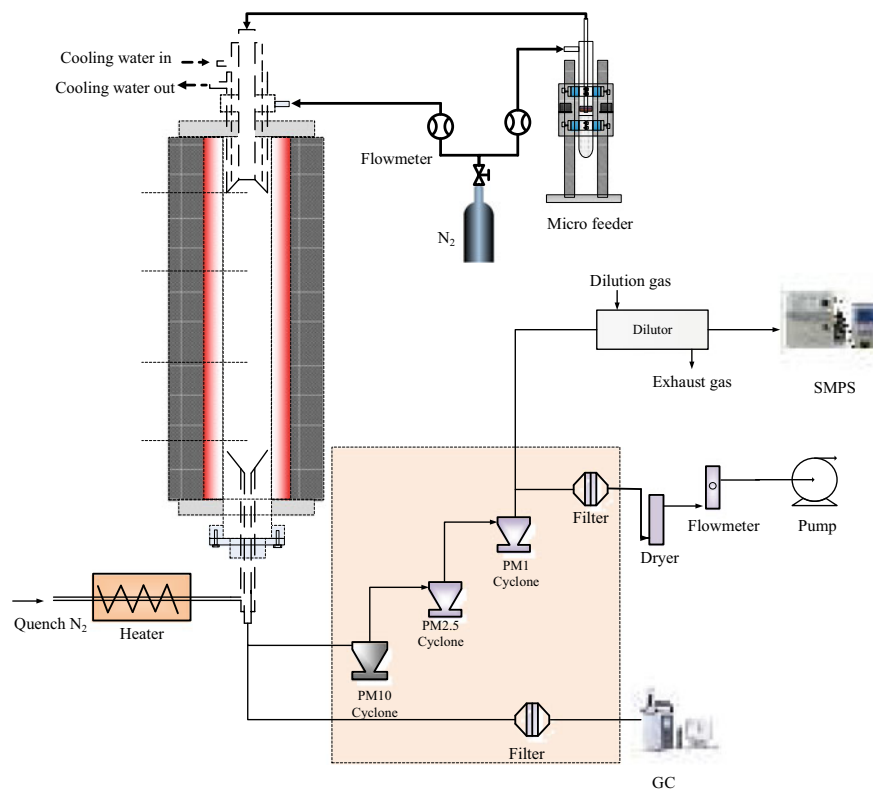 Cooling water in
Cooling water out
Flowmeter
N₂
Micro feeder
Dilution gas
Dilutor
Exhaust gas
SMPS
Filter
Dryer
Flowmeter
Pump
PM1
Cyclone
PM2.5
Cyclone
PM10
Cyclone
Quench N₂
Heater
Filter
GC